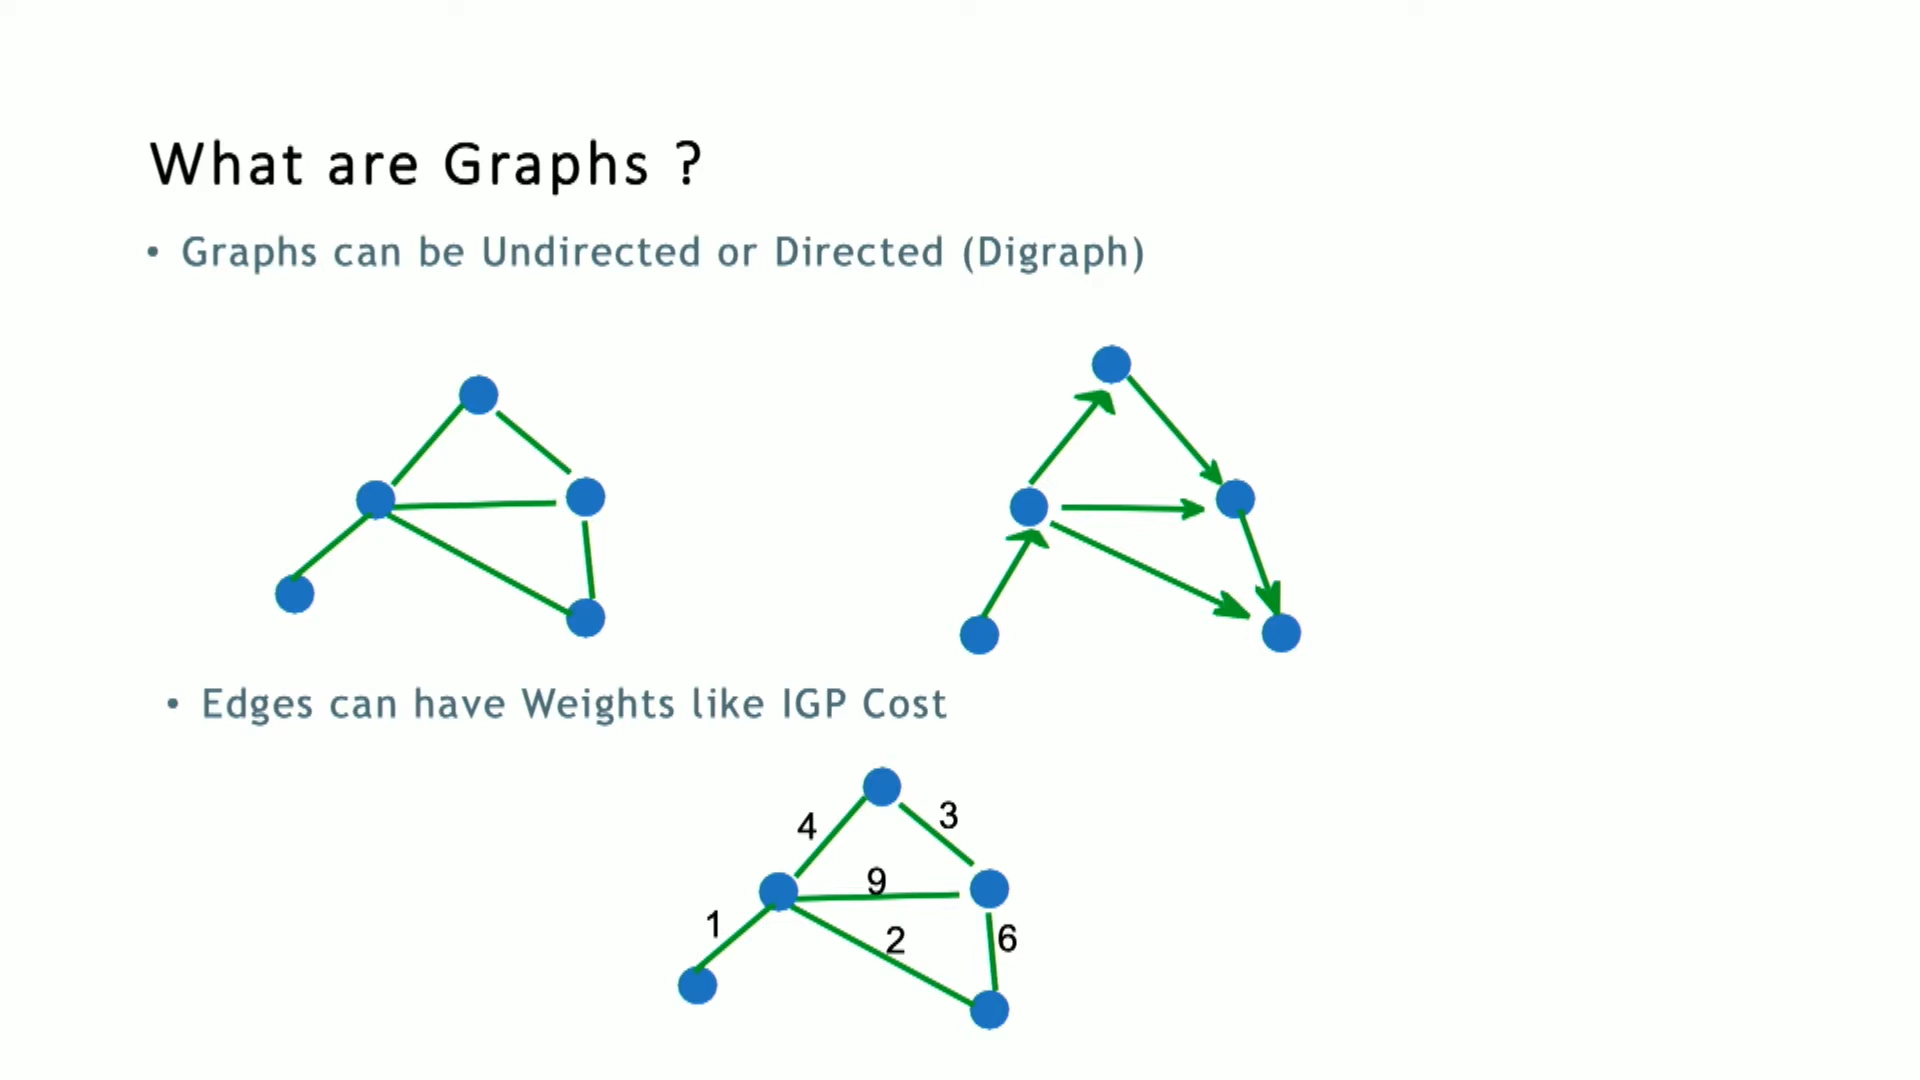 What are Graphs ?
• Graphs can be Undirected or Directed (Digraph)
• Edges can have Weights like IGP Cost
4
3
9
1
2
6